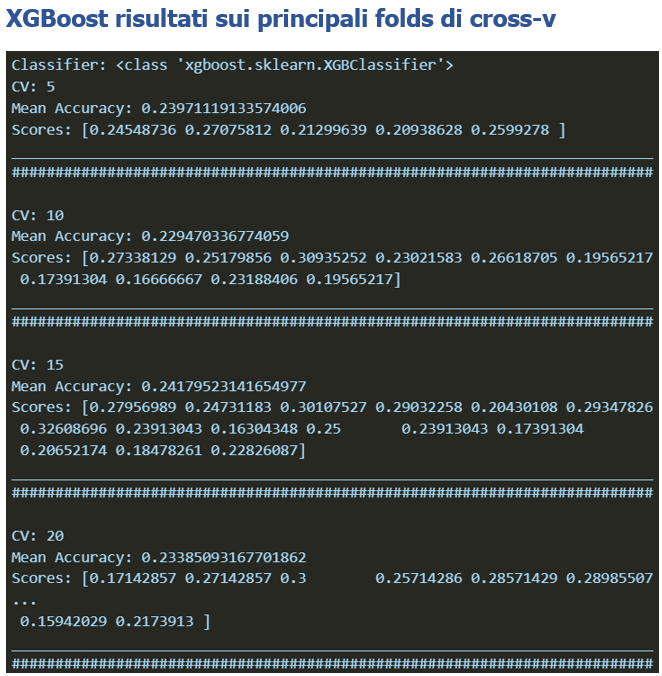 XGBoost risultati sui principali folds di cross-v
Classifier: <class 'xgboost.sklearn.XGBClassifier'>
CV: 5
Mean Accuracy: 0.23971119133574006
Scores: [0.24548736 0.27075812 0.21299639 0.20938628 0.2599278 ]
__________________________________________________________________________
##########################################################################
CV: 10
Mean Accuracy: 0.229470336774059
Scores: [0.27338129 0.25179856 0.30935252 0.23021583 0.26618705 0.19565217
0.17391304 0.16666667 0.23188406 0.19565217]
__________________________________________________________________________
##########################################################################
CV: 15
Mean Accuracy: 0.24179523141654977
Scores: [0.27956989 0.24731183 0.30107527 0.29032258 0.20430108 0.29347826
0.32608696 0.23913043 0.16304348 0.25       0.23913043 0.17391304
0.20652174 0.18478261 0.22826087]
__________________________________________________________________________
##########################################################################
CV: 20
Mean Accuracy: 0.23385093167701862
Scores: [0.17142857 0.27142857 0.3        0.25714286 0.28571429 0.28985507
...
0.15942029 0.2173913 ]
__________________________________________________________________________
##########################################################################